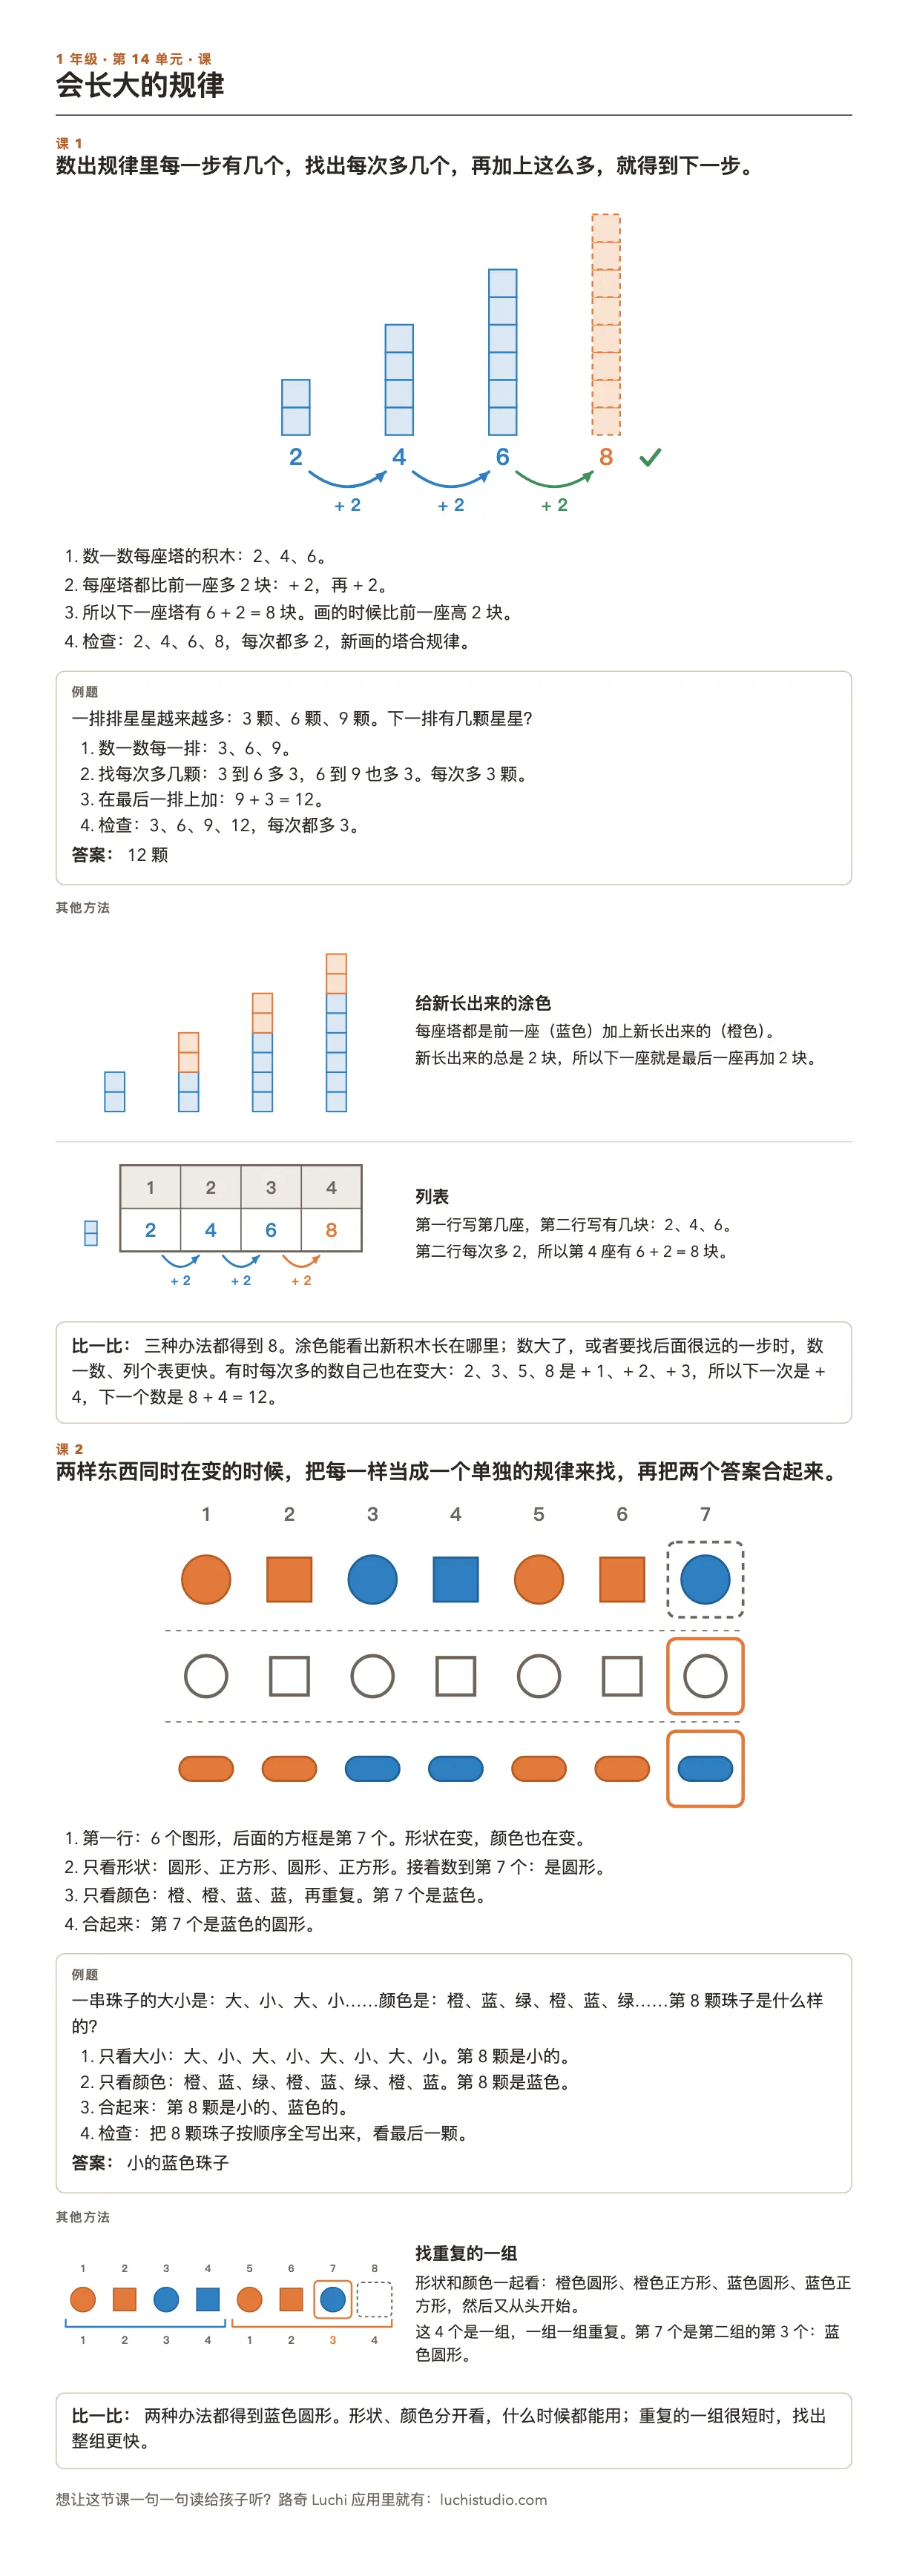 1 年级 · 第 14 单元 · 课
会长大的规律
课 1
数出规律里每一步有几个，找出每次多几个，再加上这么多，就得到下一步。
2 4 6 8
+ 2 + 2 + 2
1. 数一数每座塔的积木：2、4、6。
2. 每座塔都比前一座多 2 块：+ 2，再 + 2。
3. 所以下一座塔有 6 + 2 = 8 块。画的时候比前一座高 2 块。
4. 检查：2、4、6、8，每次都多 2，新画的塔合规律。
例题
一排排星星越来越多：3 颗、6 颗、9 颗。下一排有几颗星星？
1. 数一数每一排：3、6、9。
2. 找每次多几颗：3 到 6 多 3，6 到 9 也多 3。每次多 3 颗。
3. 在最后一排上加：9 + 3 = 12。
4. 检查：3、6、9、12，每次都多 3。
答案： 12 颗
其他方法
给新长出来的涂色
每座塔都是前一座（蓝色）加上新长出来的（橙色）。
新长出来的总是 2 块，所以下一座就是最后一座再加 2 块。
1 2 3 4
2 4 6 8
+ 2 + 2 + 2
列表
第一行写第几座，第二行写有几块：2、4、6。
第二行每次多 2，所以第 4 座有 6 + 2 = 8 块。
比一比： 三种办法都得到 8。涂色能看出新积木长在哪里；数大了，或者要找后面很远的一步时，数
一数、列个表更快。有时每次多的数自己也在变大：2、3、5、8 是 + 1、+ 2、+ 3，所以下一次是 +
4，下一个数是 8 + 4 = 12。
课 2
两样东西同时在变的时候，把每一样当成一个单独的规律来找，再把两个答案合起来。
1 2 3 4 5 6 7
1. 第一行：6 个图形，后面的方框是第 7 个。形状在变，颜色也在变。
2. 只看形状：圆形、正方形、圆形、正方形。接着数到第 7 个：是圆形。
3. 只看颜色：橙、橙、蓝、蓝，再重复。第 7 个是蓝色。
4. 合起来：第 7 个是蓝色的圆形。
例题
一串珠子的大小是：大、小、大、小……颜色是：橙、蓝、绿、橙、蓝、绿……第 8 颗珠子是什么样
的？
1. 只看大小：大、小、大、小、大、小、大、小。第 8 颗是小的。
2. 只看颜色：橙、蓝、绿、橙、蓝、绿、橙、蓝。第 8 颗是蓝色。
3. 合起来：第 8 颗是小的、蓝色的。
4. 检查：把 8 颗珠子按顺序全写出来，看最后一颗。
答案： 小的蓝色珠子
其他方法
1 2 3 4 5 6 7 8
1 2 3 4 1 2 3 4
找重复的一组
形状和颜色一起看：橙色圆形、橙色正方形、蓝色圆形、蓝色正
方形，然后又从头开始。
这 4 个是一组，一组一组重复。第 7 个是第二组的第 3 个：蓝
色圆形。
比一比： 两种办法都得到蓝色圆形。形状、颜色分开看，什么时候都能用；重复的一组很短时，找出
整组更快。
想让这节课一句一句读给孩子听？路奇 Luchi 应用里就有：luchistudio.com